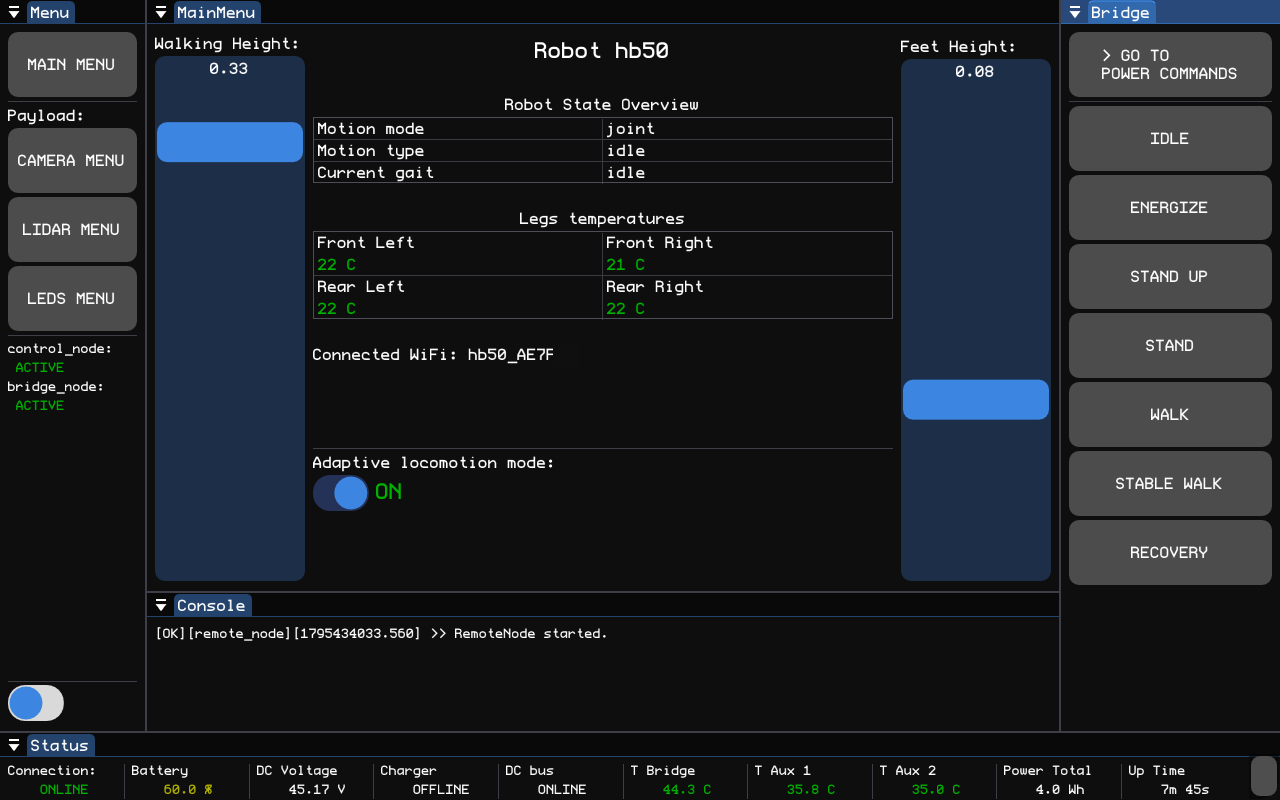 Menu
MAIN MENU
Payload:
CAMERA MENU
LIDAR MENU
LEDS MENU
control_node:
ACTIVE
bridge_node:
ACTIVE
MainMenu
Walking Height:
0.33
Robot hb50
Robot State Overview
Motion mode joint
Motion type idle
Current gait idle
Legs temperatures
Front Left Front Right
22 C 21 C
Rear Left Rear Right
22 C 22 C
Connected WiFi: hb50_AE7F
Adaptive locomotion mode:
ON
Feet Height:
0.08
Console
[OK][remote_node][1795434033.560] >> RemoteNode started.
Bridge
> GO TO
POWER COMMANDS
IDLE
ENERGIZE
STAND UP
STAND
WALK
STABLE WALK
RECOVERY
Status
Connection: Battery DC Voltage Charger DC bus T Bridge T Aux 1 T Aux 2 Power Total Up Time
ONLINE 60.0 % 45.17 V OFFLINE ONLINE 44.3 C 35.8 C 35.0 C 4.0 Wh 7m 45s